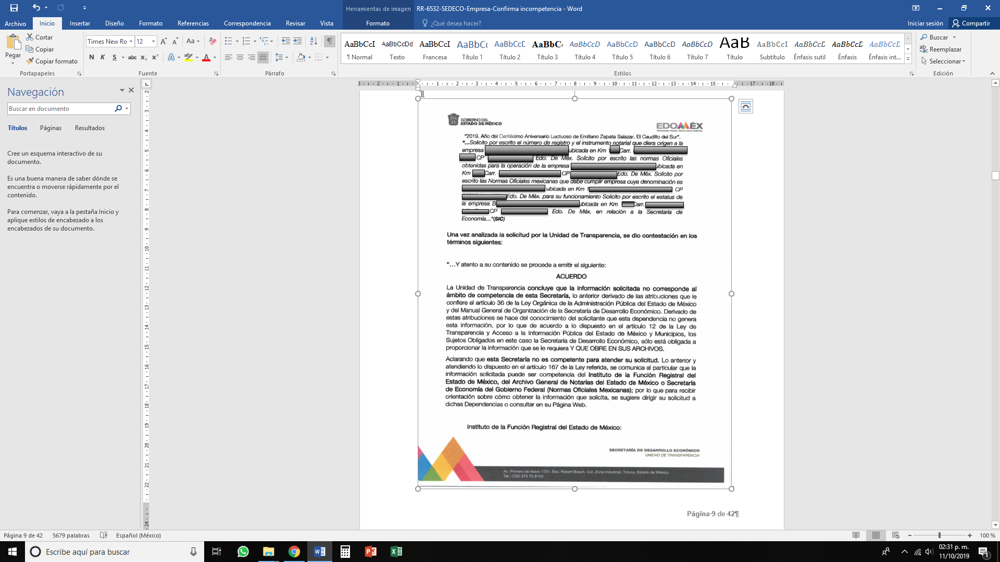 Herramientas de imagen
RR-6532-SEDECO-Empresa-Confirma incompetencia - Word
Archivo Inicio Insertar Diseño Formato Referencias Correspondencia Revisar Vista Formato ¿Qué desea hacer? Iniciar sesión Compartir
Pegar
Cortar
Copiar
Copiar formato
Portapapeles
Times New Ro 12
Aa
N K S abc x₂ x²
Fuente
Párrafo
AaBbCcI AaBbCcDd AaBbCcI AaBbCc AaBbCcE AaBbC AaBbCcD AaBbCcD AaBbCcD AaBbCcD AaB AaBbCcI AaBbCcL AaBbCcL AaBbCcL
¶ Normal Texto Francesa Título 1 Título 2 Título 3 Título 4 Título 5 Título 6 Título 7 Título Subtítulo Énfasis sutil Énfasis Énfasis int...
Estilos
Buscar
Reemplazar
Seleccionar
Edición
Navegación
Buscar en documento
Títulos Páginas Resultados
Cree un esquema interactivo de su
documento.
Es una buena manera de saber dónde se
encuentra o moverse rápidamente por el
contenido.
Para comenzar, vaya a la pestaña Inicio y
aplique estilos de encabezado a los
encabezados de su documento.
3 2 1 1 2 3 4 5 6 7 8 9 10 11 12 13 14 15 17 18
GOBIERNO DEL
ESTADO DE MÉXICO
EDOMÉX
"2019. Año del Centésimo Aniversario Luctuoso de Emiliano Zapata Salazar. El Caudillo del Sur".
"...Solicito por escrito el número de registro y el instrumento notarial que diera origen a la
empresa ubicada en Km Carr.
CP Edo. De Méx. Solicito por escrito las normas Oficiales
obtenidas para la operación de la empresa ubicada en
Km Carr. CP Edo. De Méx. Solicito por
escrito las Normas Oficiales mexicanas que debe cumplir empresa cuya denominación es
ubicada en Km 1 CP
Edo. De Méx. para su funcionamiento Solicito por escrito el estatus de
la empresa B ubicada en Km Carr.
CP Edo. De Méx. en relación a la Secretaria de
Economía..."(SIC)
Una vez analizada la solicitud por la Unidad de Transparencia, se dio contestación en los
términos siguientes:
"...Y atento a su contenido se procede a emitir el siguiente:
ACUERDO
La Unidad de Transparencia concluye que la información solicitada no corresponde al
ámbito de competencia de esta Secretaría, lo anterior derivado de las atribuciones que le
confiere el artículo 36 de la Ley Orgánica de la Administración Pública del Estado de México
y del Manual General de Organización de la Secretaría de Desarrollo Económico. Derivado de
estas atribuciones se hace del conocimiento del solicitante que esta dependencia no genera
esta información, por lo que de acuerdo a lo dispuesto en el artículo 12 de la Ley de
Transparencia y Acceso a la Información Pública del Estado de México y Municipios, los
Sujetos Obligados en este caso la Secretaría de Desarrollo Económico, sólo está obligada a
proporcionar la información que se le requiera Y QUE OBRE EN SUS ARCHIVOS.
Aclarando que esta Secretaría no es competente para atender su solicitud. Lo anterior y
atendiendo lo dispuesto en el artículo 167 de la Ley referida, se comunica al particular que la
información solicitada puede ser competencia del Instituto de la Función Registral del
Estado de México, del Archivo General de Notarías del Estado de México o Secretaría
de Economía del Gobierno Federal (Normas Oficiales Mexicanas); por lo que para recibir
orientación sobre cómo obtener la información que solicita, se sugiere dirigir su solicitud a
dichas Dependencias o consultar en su Página Web.
Instituto de la Función Registral del Estado de México:
SECRETARÍA DE DESARROLLO ECONÓMICO
UNIDAD DE TRANSPARENCIA
Av. Primero de Mayo 1731. Esq. Robert Bosch, Col. Zona Industrial, Toluca, Estado de México.
Tel.: (722) 275 75 8103
Página·9·de·42¶
Página 9 de 42 5679 palabras Español (México) 100 %
Escribe aquí para buscar
02:31 p. m.
11/10/2019